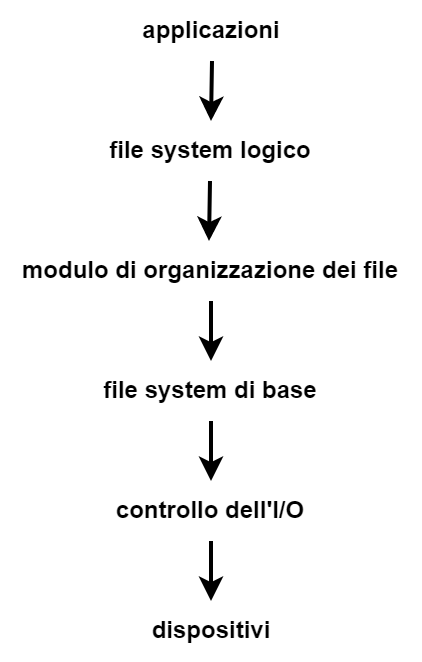 applicazioni
file system logico
modulo di organizzazione dei file
file system di base
controllo dell'I/O
dispositivi